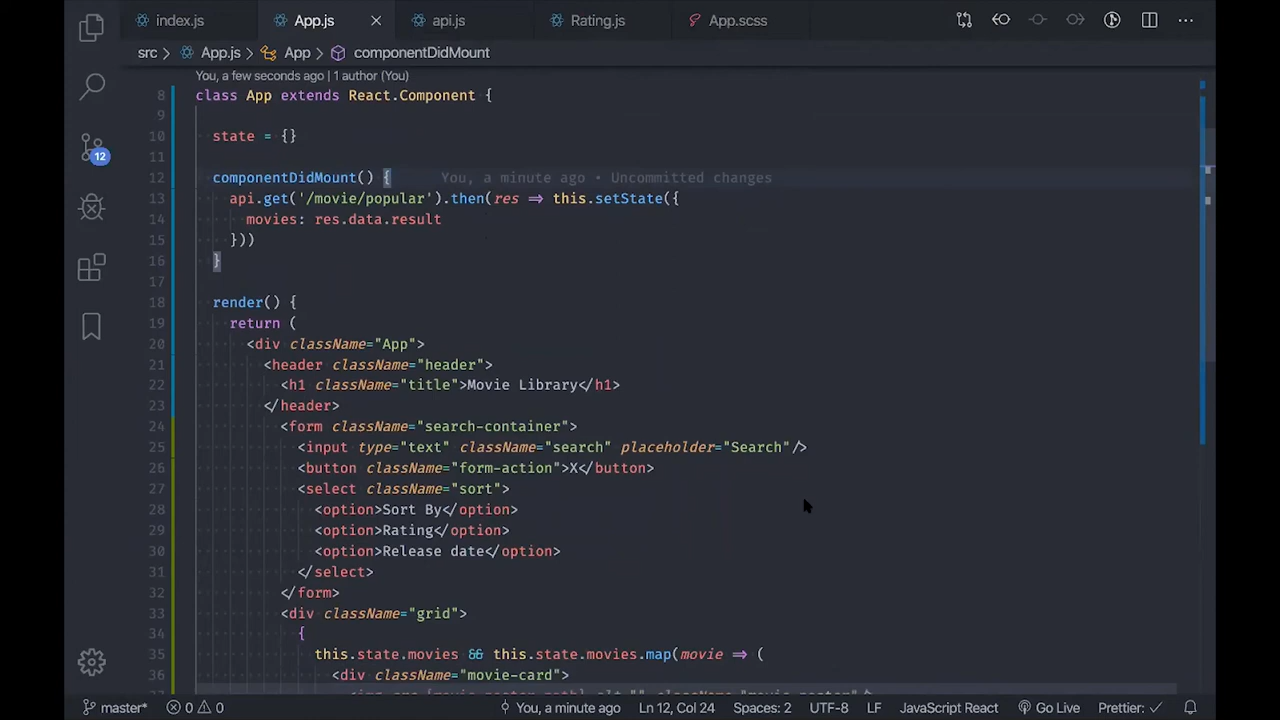 index.js App.js api.js Rating.js App.scss
src App.js App componentDidMount
You, a few seconds ago | 1 author (You)
8 class App extends React.Component {
9
10 state = {}
11
12 componentDidMount() { You, a minute ago • Uncommitted changes
13 api.get('/movie/popular').then(res => this.setState({
14 movies: res.data.result
15 }))
16 }
17
18 render() {
19 return (
20 <div className="App">
21 <header className="header">
22 <h1 className="title">Movie Library</h1>
23 </header>
24 <form className="search-container">
25 <input type="text" className="search" placeholder="Search"/>
26 <button className="form-action">X</button>
27 <select className="sort">
28 <option>Sort By</option>
29 <option>Rating</option>
30 <option>Release date</option>
31 </select>
32 </form>
33 <div className="grid">
34 {
35 this.state.movies && this.state.movies.map(movie => (
36 <div className="movie-card">
12
master* 0 0 You, a minute ago Ln 12, Col 24 Spaces: 2 UTF-8 LF JavaScript React Go Live Prettier: ✓